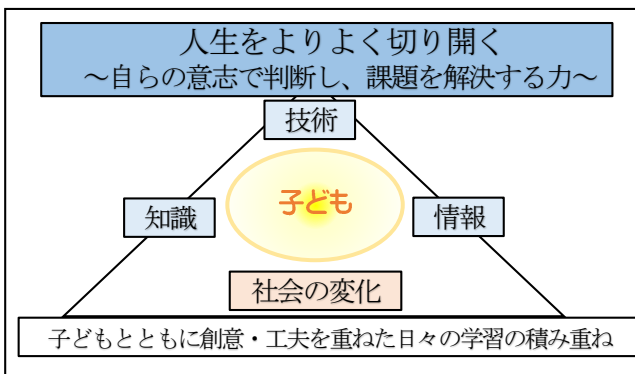 人生をよりよく切り開く
～自らの意志で判断し、課題を解決する力～
技術
子ども
知識
情報
社会の変化
子どもとともに創意・工夫を重ねた日々の学習の積み重ね